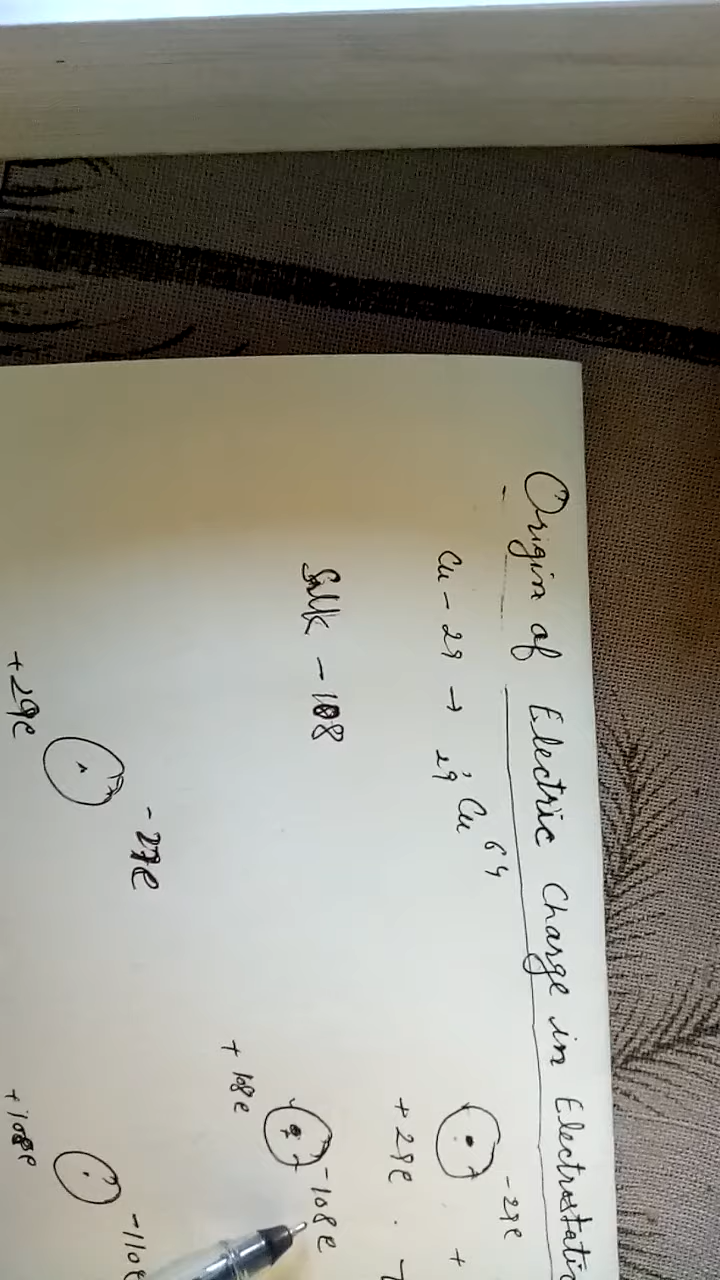 Origin of Electric Charge in Electrostati
Cu - 29 → 29 Cu 64
-29e
+29e
Silk - 108
-108e
+108e
-27e
+29e
-110e
+108e